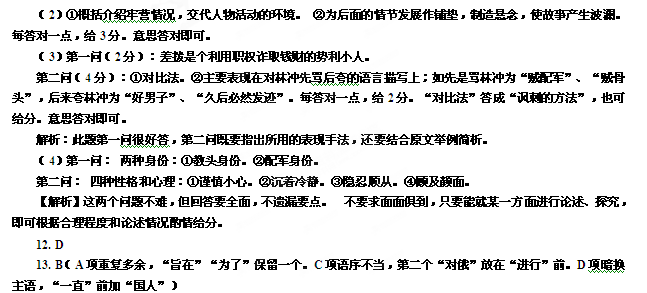 （2）①概括介绍牢营情况，交代人物活动的环境。 ②为后面的情节发展作铺垫，制造悬念，使故事产生波澜。
每答对一点，给 3分。意思答对即可。
（3）第一问（2分）：差拨是个利用职权诈取钱财的势利小人。
第二问（4分）：①对比法。②主要表现在对林冲先骂后夸的语言描写上；如先是骂林冲为“贼配军”、“贼骨
头”，后来夸林冲为“好男子”、“久后必然发迹”。每答对一点，给 2分。“对比法”答成“讽刺的方法”，也可
给分。意思答对即可。
解析：此题第一问很好答，第二问既要指出所用的表现手法，还要结合原文举例简析。
（4）第一问： 两种身份：①教头身份。②配军身份。
第二问： 四种性格和心理：①谨慎小心。②沉着冷静。③隐忍顺从。④顾及颜面。
【解析】这两个问题不难，但回答要全面，不遗漏要点。 不要求面面俱到，只要能就某一方面进行论述、探究，
即可根据合理程度和论述情况酌情给分。
12. D
13. B（A项重复多余，“旨在”“为了”保留一个。C项语序不当，第二个“对俄”放在“进行”前。D项暗换
主语，“一直”前加“国人”）